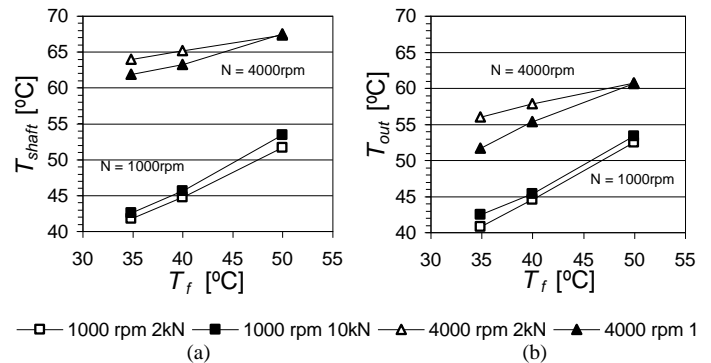 70
65
60
55
50
45
40
30 35 40 45 50 55
T_shaft [ºC]
T_f [ºC]
N = 4000rpm
N = 1000rpm
70
65
60
55
50
45
40
30 35 40 45 50 55
T_out [ºC]
T_f [ºC]
N = 4000rpm
N = 1000rpm
1000 rpm 2kN 1000 rpm 10kN 4000 rpm 2kN 4000 rpm 1
(a) (b)